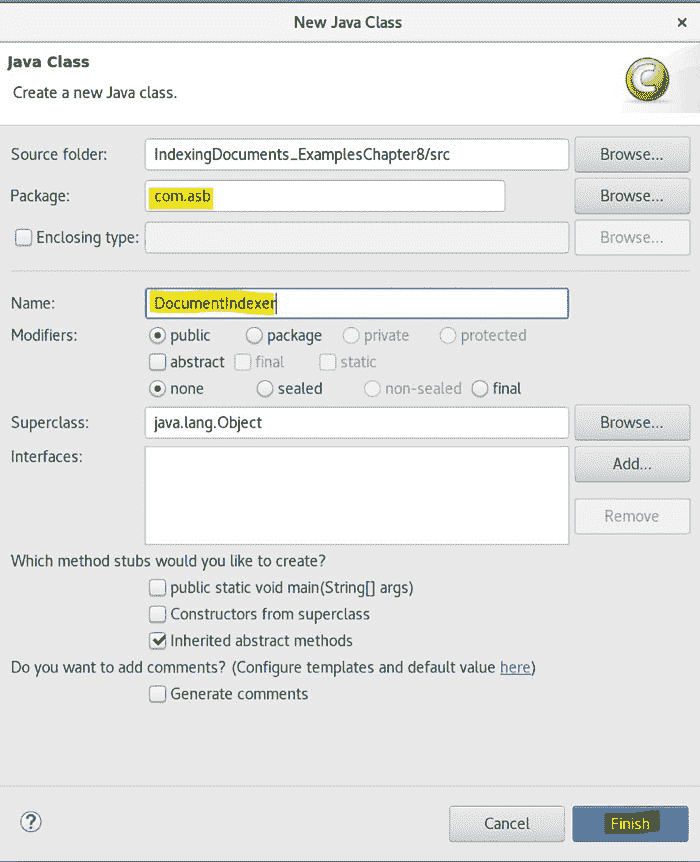 New Java Class
Java Class
Create a new Java class.
Source folder: IndexingDocuments_ExamplesChapter8/src Browse...
Package: com.asb Browse...
Enclosing type: Browse...
Name: DocumentIndexer
Modifiers: public package private protected
abstract final static
none sealed non-sealed final
Superclass: java.lang.Object Browse...
Interfaces: Add...
Remove
Which method stubs would you like to create?
public static void main(String[] args)
Constructors from superclass
Inherited abstract methods
Do you want to add comments? (Configure templates and default value here)
Generate comments
? Cancel Finish